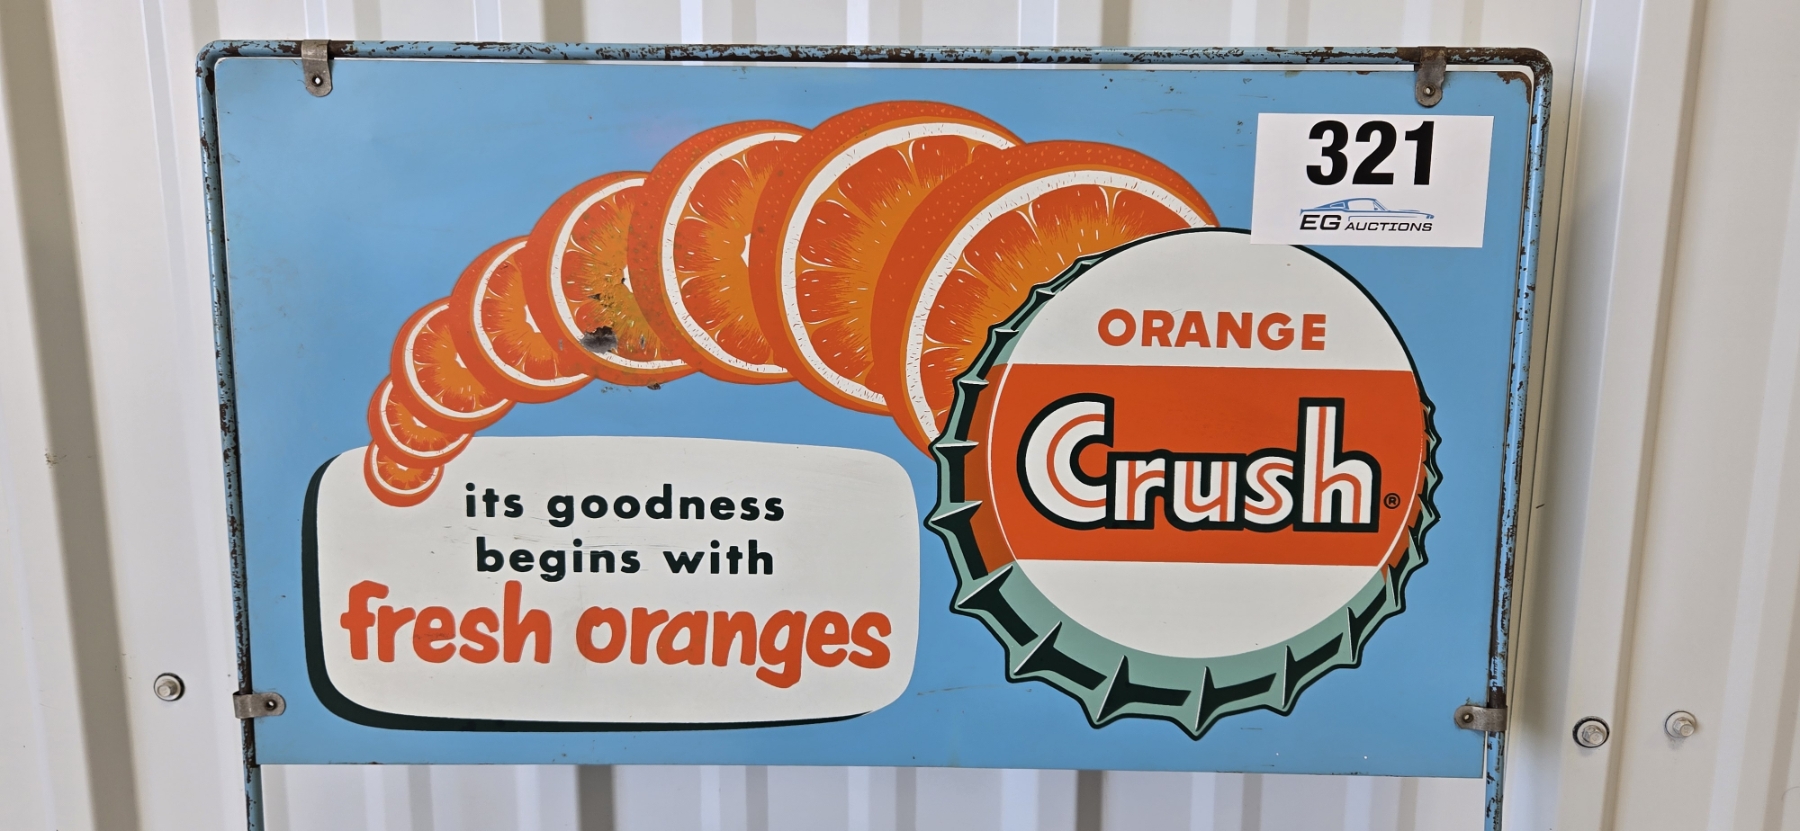 321
EG AUCTIONS
ORANGE
Crush®
its goodness
begins with
fresh oranges